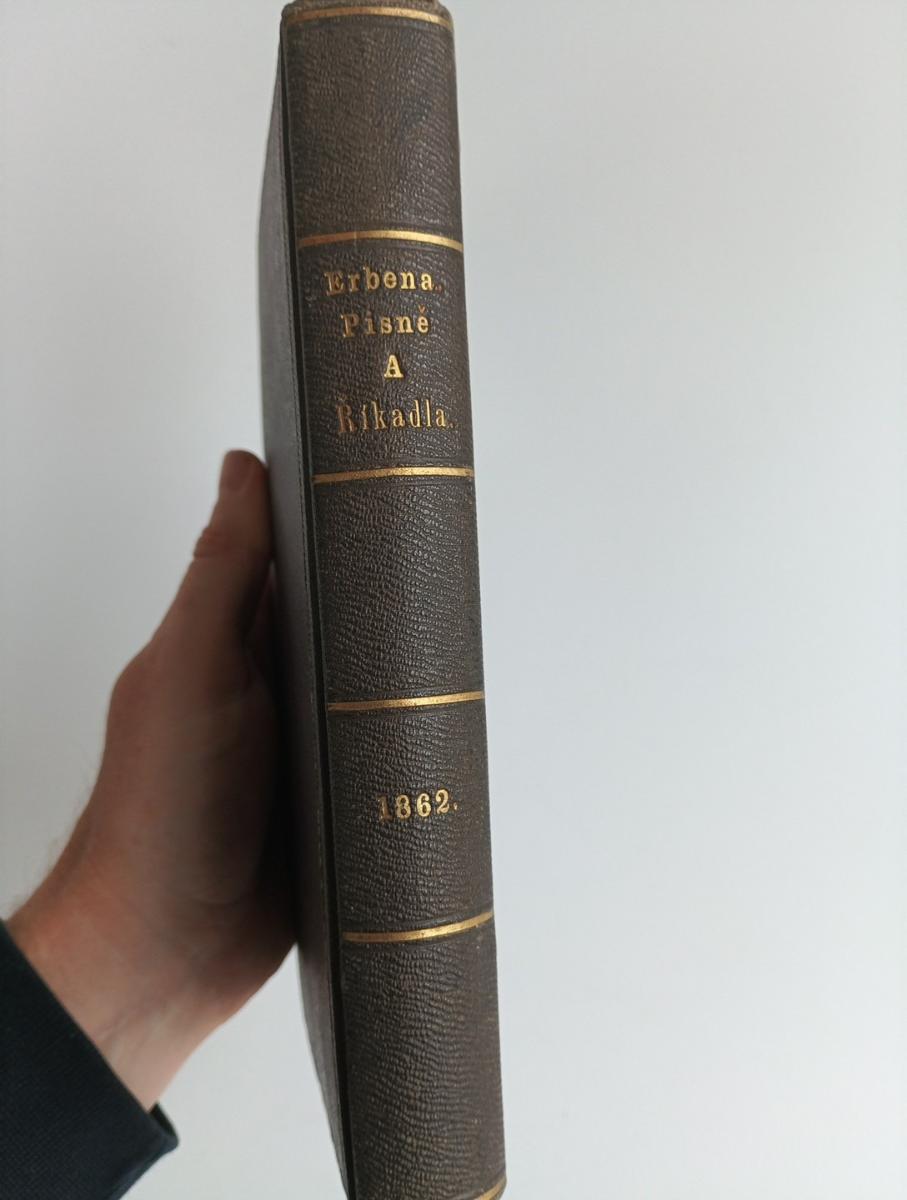 Erbena.
Písně
A
Říkadla.
1862.